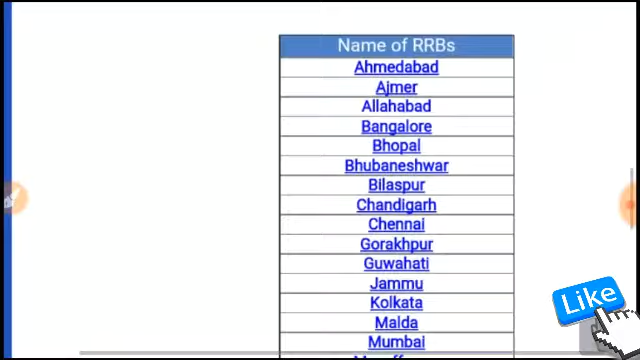 Name of RRBs
Ahmedabad
Ajmer
Allahabad
Bangalore
Bhopal
Bhubaneshwar
Bilaspur
Chandigarh
Chennai
Gorakhpur
Guwahati
Jammu
Kolkata
Malda
Mumbai
Like